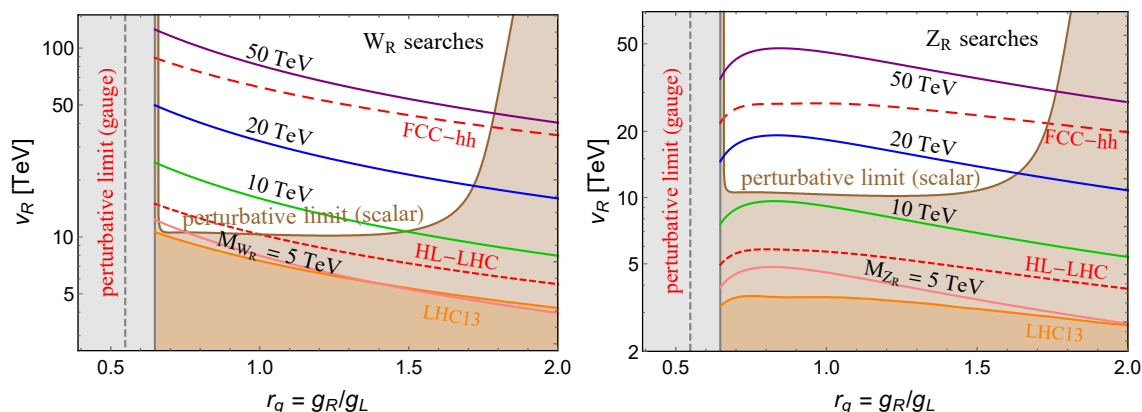 W_R searches
50 TeV
FCC-hh
20 TeV
10 TeV
perturbative limit (scalar)
M_{W_R} = 5 TeV
HL-LHC
LHC13
perturbative limit (gauge)
v_R [TeV]
100
50
10
5
0.5
1.0
1.5
2.0
r_g = g_R/g_L
Z_R searches
50 TeV
FCC-hh
20 TeV
perturbative limit (scalar)
10 TeV
HL-LHC
M_{Z_R} = 5 TeV
LHC13
perturbative limit (gauge)
v_R [TeV]
50
20
10
5
2
0.5
1.0
1.5
2.0
r_g = g_R/g_L